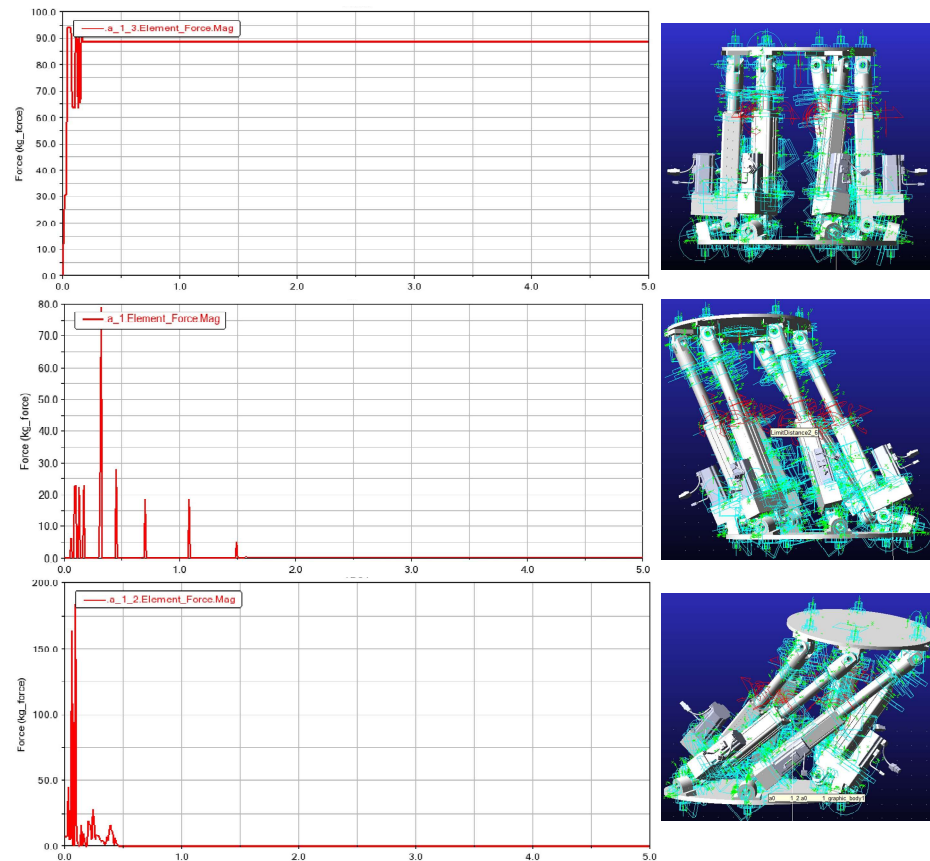 100.0
.a_1_3.Element_Force.Mag
90.0
80.0
70.0
60.0
50.0
40.0
30.0
20.0
10.0
0.0
Force (kg_force)
0.0 1.0 2.0 3.0 4.0 5.0
80.0
a_1 Element_Force.Mag
70.0
60.0
50.0
40.0
30.0
20.0
10.0
0.0
Force (kg_force)
0.0 1.0 2.0 3.0 4.0 5.0
LimitDistance2_6
200.0
.a_1_2.Element_Force.Mag
150.0
100.0
50.0
0.0
Force (kg_force)
0.0 1.0 2.0 3.0 4.0 5.0